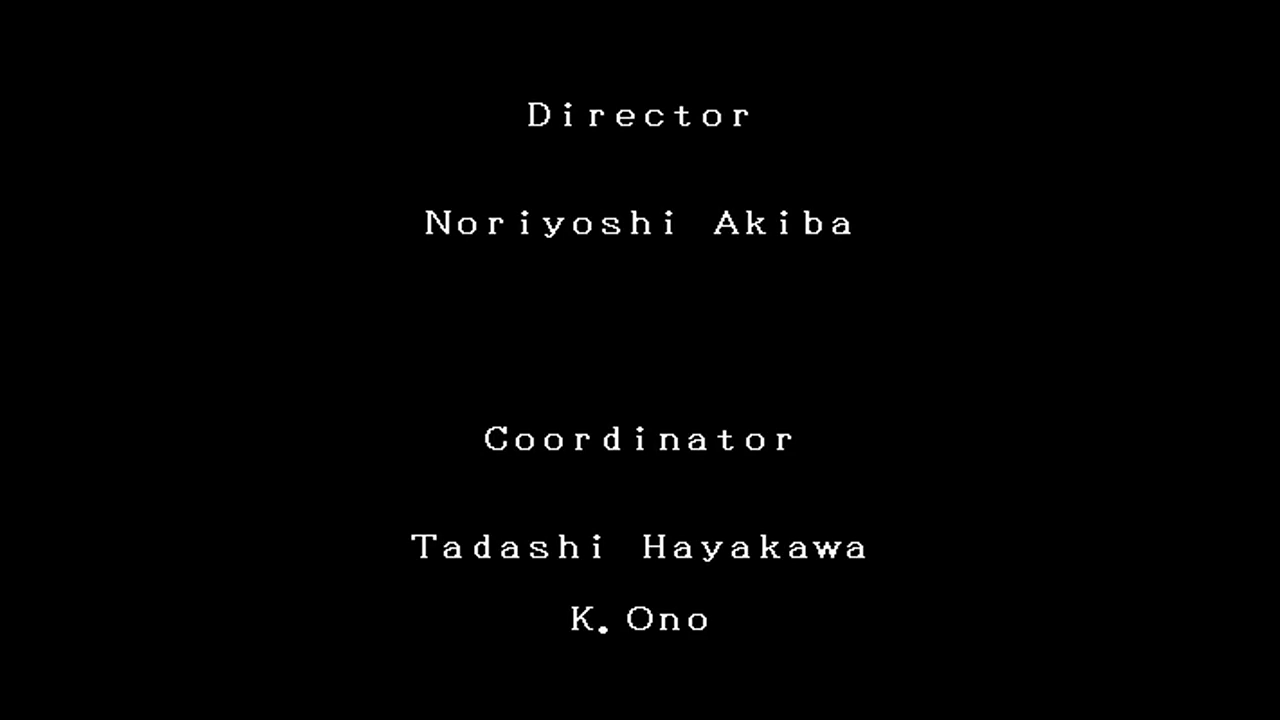 Director
Noriyoshi Akiba
Coordinator
Tadashi Hayakawa
K.Ono